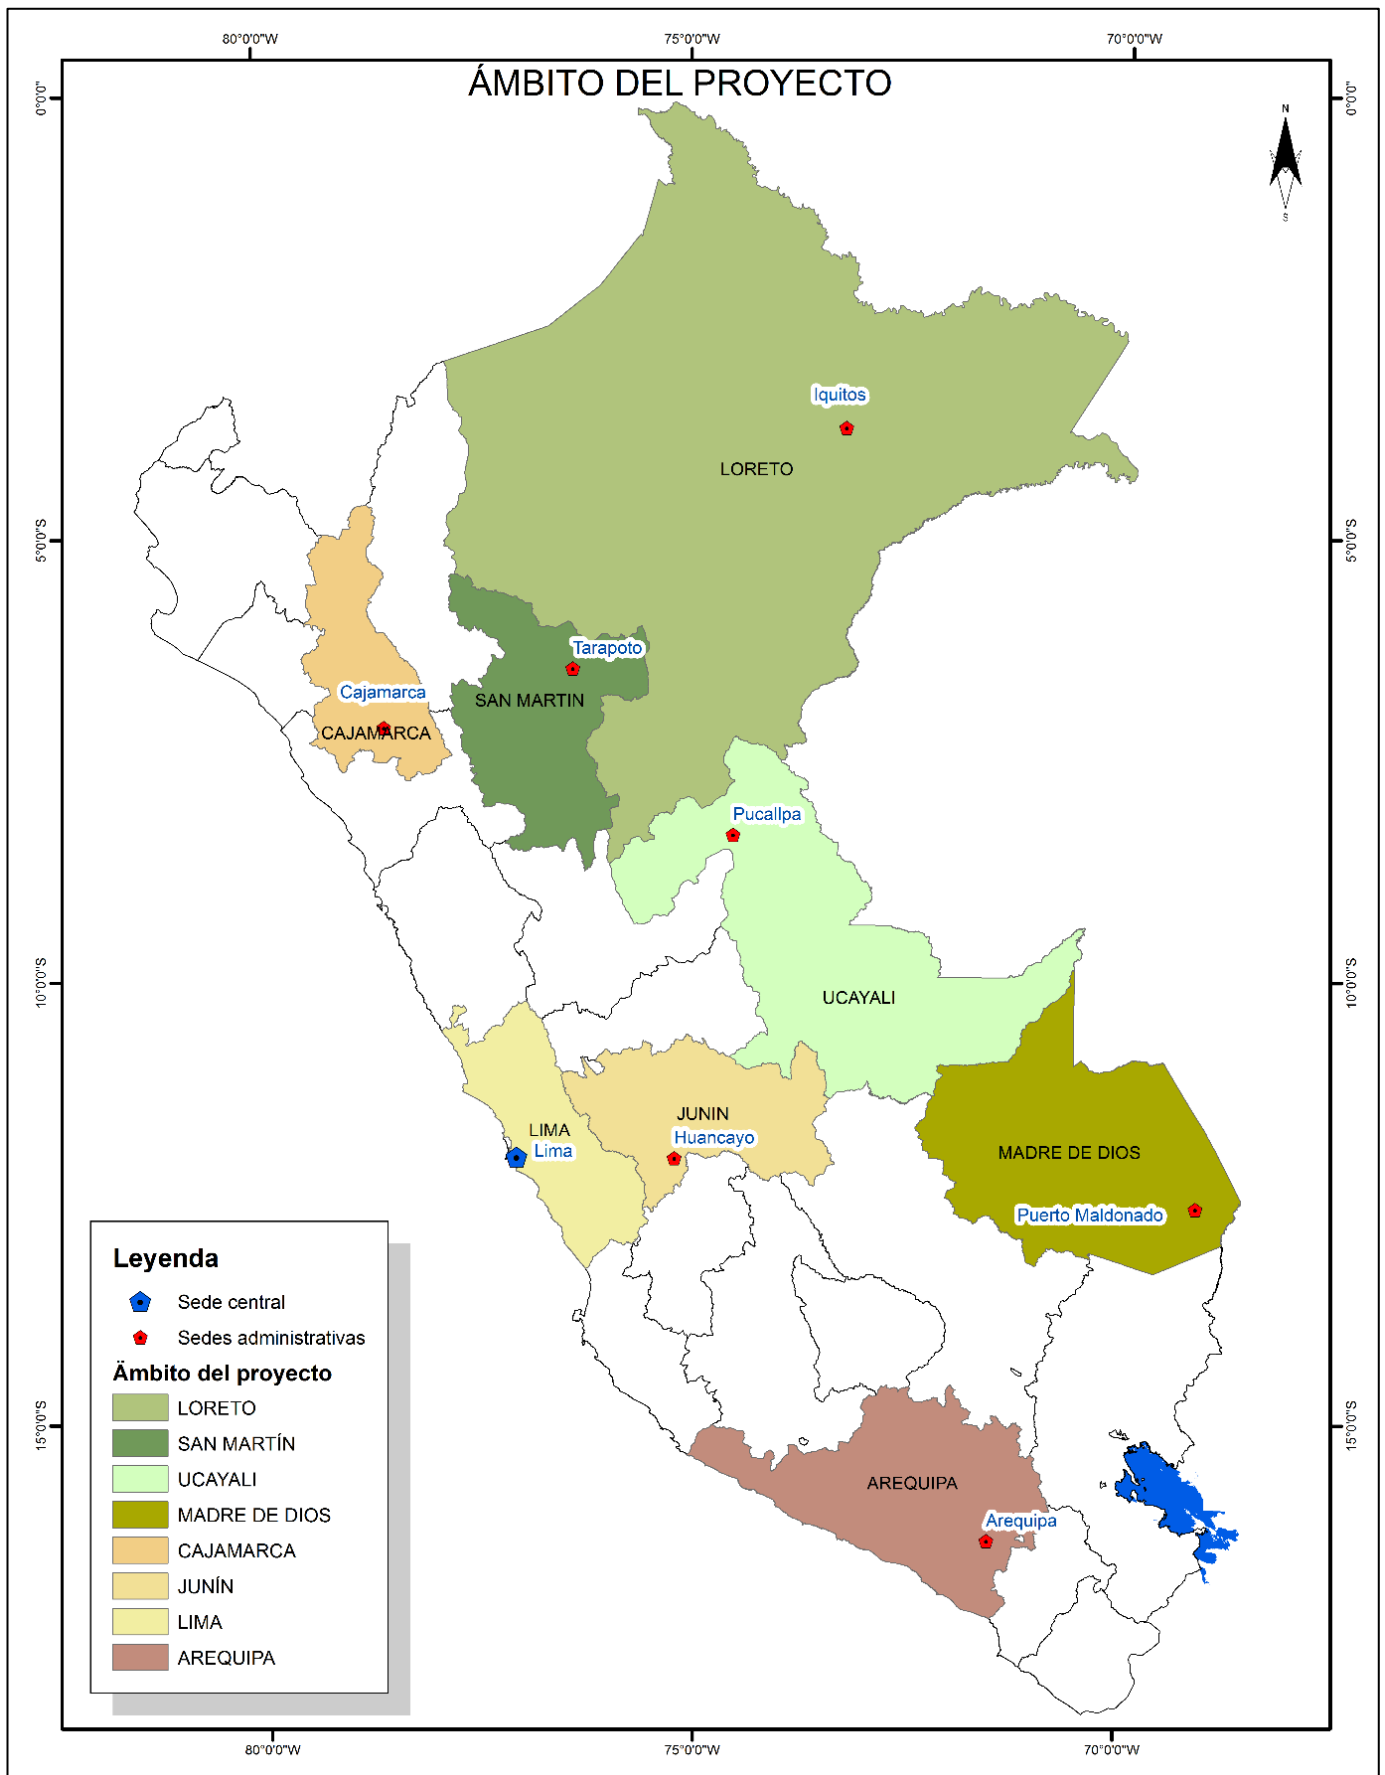 80°0'0"W
75°0'0"W
70°0'0"W
ÁMBITO DEL PROYECTO
0°0'0"
0°0'0"
N
S
Iquitos
LORETO
5°0'0"S
5°0'0"S
Tarapoto
SAN MARTIN
Cajamarca
CAJAMARCA
Pucallpa
10°0'0"S
10°0'0"S
UCAYALI
JUNIN
LIMA
Huancayo
Lima
MADRE DE DIOS
Puerto Maldonado
Leyenda
Sede central
Sedes administrativas
Ámbito del proyecto
LORETO
SAN MARTÍN
UCAYALI
MADRE DE DIOS
CAJAMARCA
JUNÍN
LIMA
AREQUIPA
15°0'0"S
15°0'0"S
AREQUIPA
Arequipa
80°0'0"W
75°0'0"W
70°0'0"W